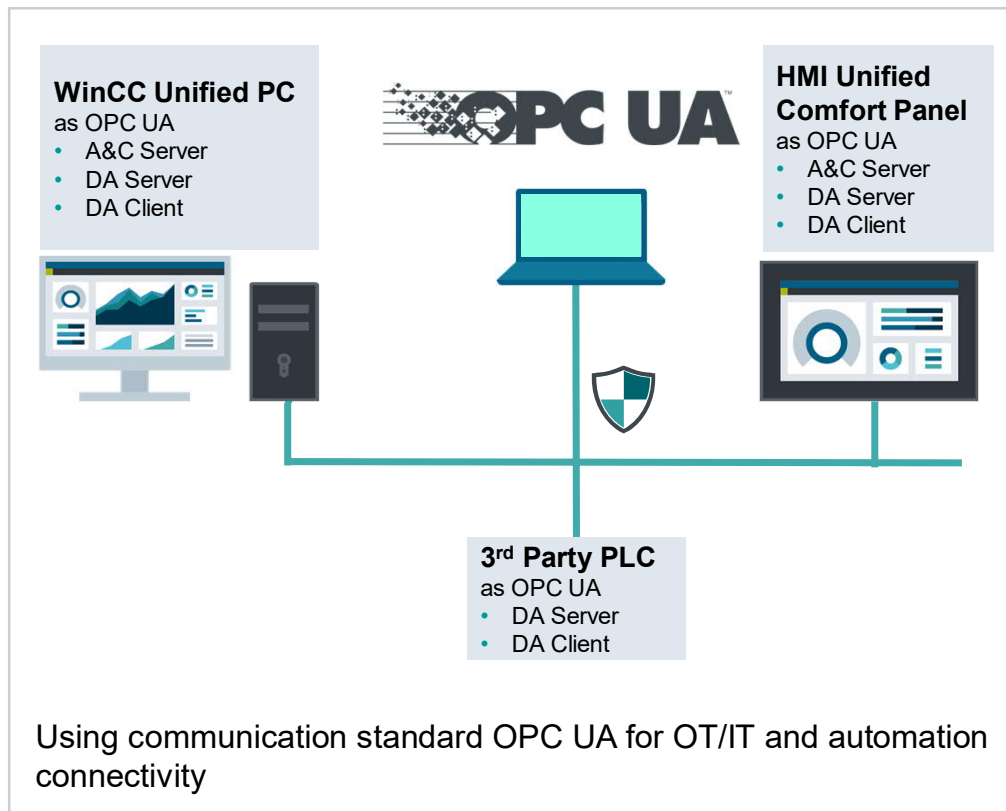 WinCC Unified PC
as OPC UA
• A&C Server
• DA Server
• DA Client
OPC UA™
HMI Unified
Comfort Panel
as OPC UA
• A&C Server
• DA Server
• DA Client
3rd Party PLC
as OPC UA
• DA Server
• DA Client
Using communication standard OPC UA for OT/IT and automation
connectivity